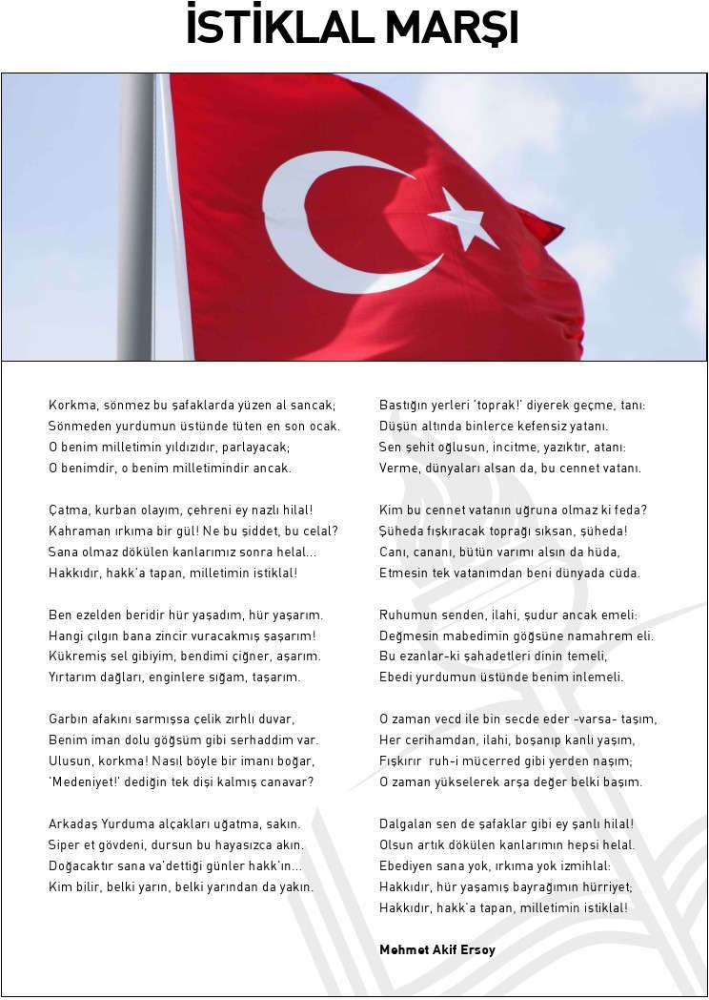 İSTİKLAL MARŞI
Korkma, sönmez bu şafaklarda yüzen al sancak;
Sönmeden yurdumun üstünde tüten en son ocak.
O benim milletimin yıldızıdır, parlayacak;
O benimdir, o benim milletimindir ancak.
Çatma, kurban olayım, çehreni ey nazlı hilal!
Kahraman ırkıma bir gül! Ne bu şiddet, bu celal?
Sana olmaz dökülen kanlarımız sonra helal...
Hakkıdır, hakk'a tapan, milletimin istiklal!
Ben ezelden beridir hür yaşadım, hür yaşarım.
Hangi çılgın bana zincir vuracakmış şaşarım!
Kükremiş sel gibiyim, bendimi çiğner, aşarım.
Yırtarım dağları, enginlere sığam, taşarım.
Garbın afakını sarmışsa çelik zırhlı duvar,
Benim iman dolu göğsüm gibi serhaddim var.
Ulusun, korkma! Nasıl böyle bir imanı boğar,
'Medeniyet!' dediğin tek dişi kalmış canavar?
Arkadaş Yurduma alçakları uğatma, sakın.
Siper et gövdeni, dursun bu hayasızca akın.
Doğacaktır sana va'dettiği günler hakk'ın...
Kim bilir, belki yarın, belki yarından da yakın.
Bastığın yerleri 'toprak!' diyerek geçme, tanı:
Düşün altında binlerce kefensiz yatanı.
Sen şehit oğlusun, incitme, yazıktır, atanı:
Verme, dünyaları alsan da, bu cennet vatanı.
Kim bu cennet vatanın uğruna olmaz ki feda?
Şüheda fışkıracak toprağı sıksan, şüheda!
Canı, cananı, bütün varımı alsın da hüda,
Etmesin tek vatanımdan beni dünyada cüda.
Ruhumun senden, ilahi, şudur ancak emeli:
Değmesin mabedimin göğsüne namahrem eli.
Bu ezanlar-ki şahadetleri dinin temeli,
Ebedi yurdumun üstünde benim inlemeli.
O zaman vecd ile bin secde eder -varsa- taşım,
Her cerihamdan, ilahi, boşanıp kanlı yaşım,
Fışkırır ruh-i mücerred gibi yerden naşım;
O zaman yükselerek arşa değer belki başım.
Dalgalan sen de şafaklar gibi ey şanlı hilal!
Olsun artık dökülen kanlarımın hepsi helal.
Ebediyen sana yok, ırkıma yok izmihlal:
Hakkıdır, hür yaşamış bayrağımın hürriyet;
Hakkıdır, hakk'a tapan, milletimin istiklal!
Mehmet Akif Ersoy